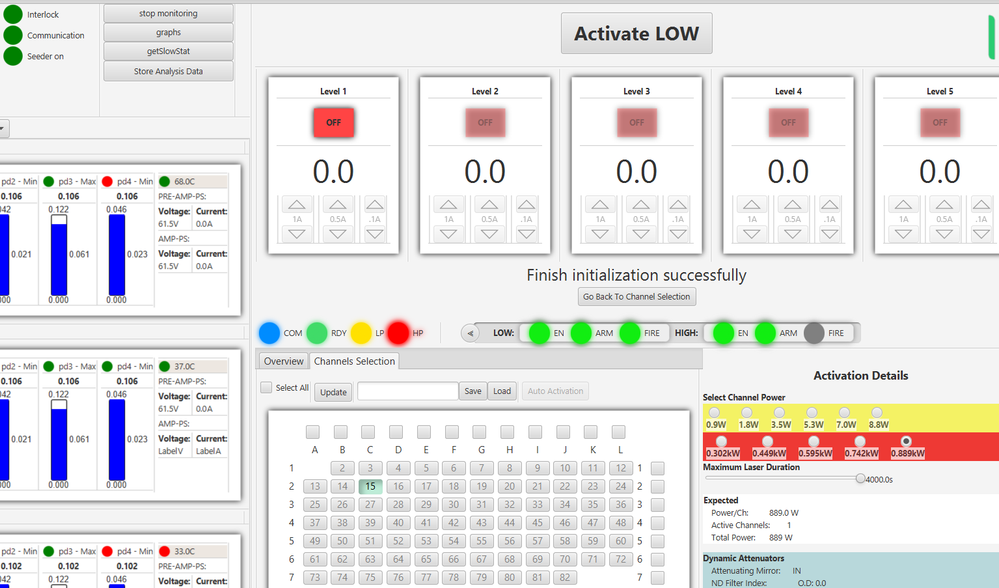 Interlock
Communication
Seeder on
stop monitoring
graphs
getSlowStat
Store Analysis Data
Activate LOW
Level 1 Level 2 Level 3 Level 4 Level 5
OFF OFF OFF OFF OFF
0.0 0.0 0.0 0.0 0.0
1A 0.5A .1A 1A 0.5A .1A 1A 0.5A .1A 1A 0.5A .1A 1A 0.5A .1A
Finish initialization successfully
Go Back To Channel Selection
pd2 - Min pd3 - Max pd4 - Min 68.0C
0.106 0.106 0.106 PRE-AMP-PS:
042 0.122 0.046 Voltage: Current:
61.5V 0.0A
AMP-PS:
0.021 0.061 0.023 Voltage: Current:
61.5V 0.0A
000 0.000 0.000
pd2 - Min pd3 - Max pd4 - Min 37.0C
0.106 0.106 0.106 PRE-AMP-PS:
042 0.122 0.046 Voltage: Current:
61.5V 0.0A
AMP-PS:
0.021 0.061 0.023 Voltage: Current:
LabelV LabelA
000 0.000 0.000
pd2 - Min pd3 - Max pd4 - Min 33.0C
0.102 0.102 0.102 PRE-AMP-PS:
042 0.122 0.046 Voltage: Current:
COM RDY LP HP LOW: EN ARM FIRE HIGH: EN ARM FIRE
Overview Channels Selection
Select All Update Save Load Auto Activation
A B C D E F G H I J K L
1 2 3 4 5 6 7 8 9 10 11 12 1
2 13 14 15 16 17 18 19 20 21 22 23 24 2
3 25 26 27 28 29 30 31 32 33 34 35 36 3
4 37 38 39 40 41 42 43 44 45 46 47 48 4
5 49 50 51 52 53 54 55 56 57 58 59 60 5
6 61 62 63 64 65 66 67 68 69 70 71 72 6
7 73 74 75 76 77 78 79 80 81 82 7
Activation Details
Select Channel Power
0.9W 1.8W 3.5W 5.3W 7.0W 8.8W
0.302kW 0.449kW 0.595kW 0.742kW 0.889kW
Maximum Laser Duration
4000.0s
Expected
Power/Ch: 889.0 W
Active Channels: 1
Total Power: 889 W
Dynamic Attenuators
Attenuating Mirror: IN
ND Filter Index: O.D: 0.0